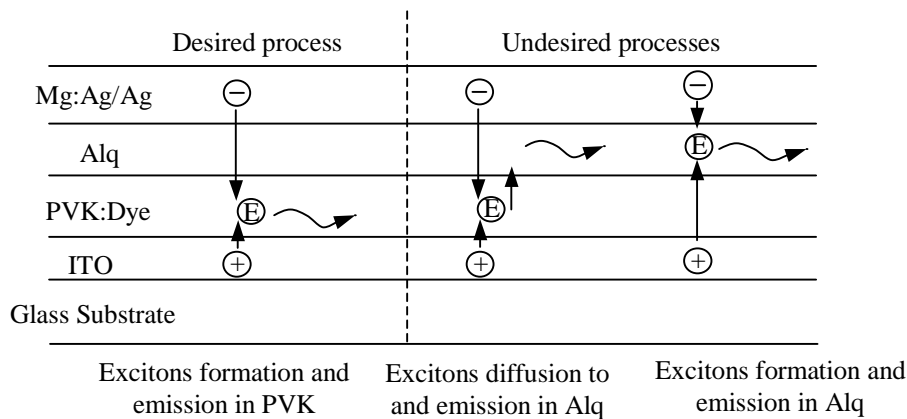 Desired process
Undesired processes
Mg:Ag/Ag
−
−
−
Alq
E
PVK:Dye
E
E
ITO
+
+
+
Glass Substrate
Excitons formation and
emission in PVK
Excitons diffusion to
and emission in Alq
Excitons formation and
emission in Alq